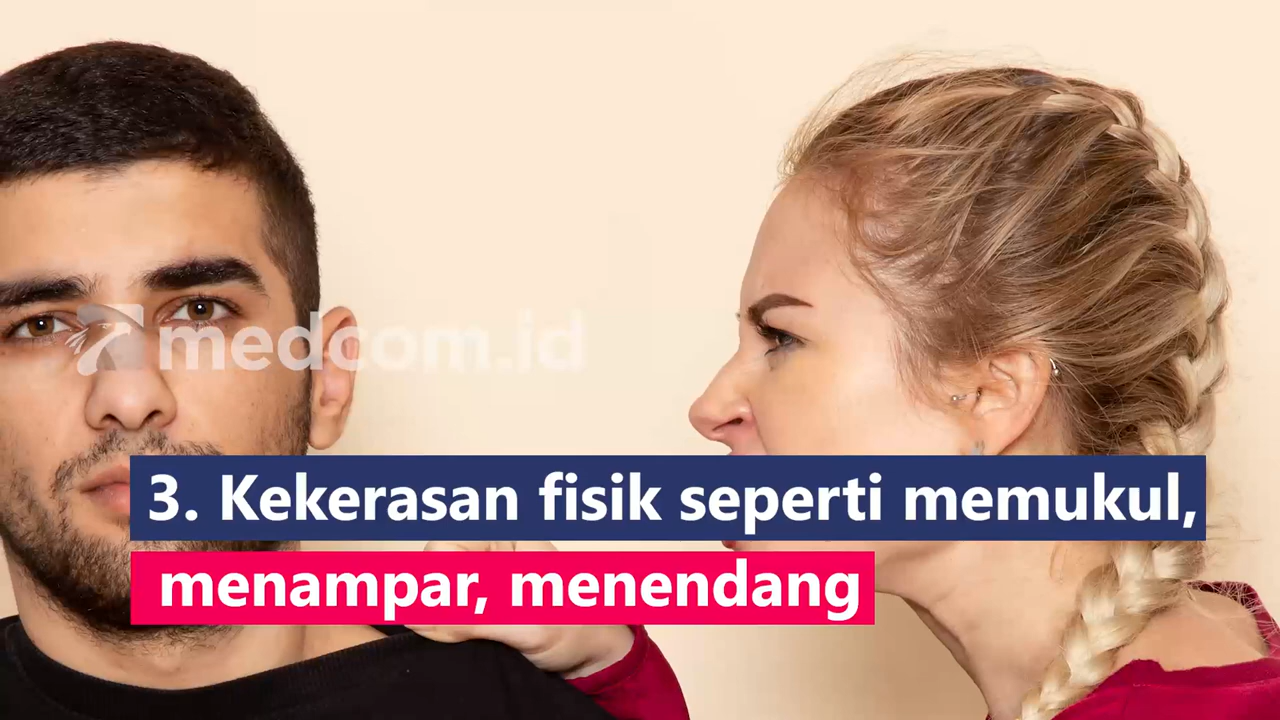 medcom.id
3. Kekerasan fisik seperti memukul,
menampar, menendang